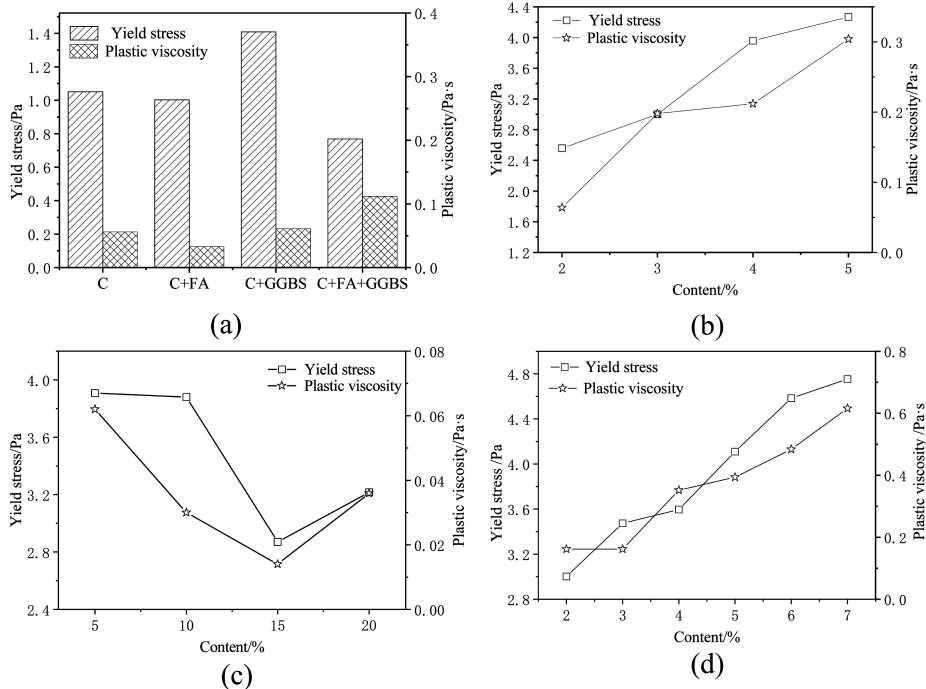 Yield stress
Plastic viscosity
Yield stress/Pa
1.4
1.2
1.0
0.8
0.6
0.4
0.2
0.0
0.4
0.3
0.2
0.1
0.0
Plastic viscosity/Pa·s
C
C+FA
C+GGBS
C+FA+GGBS
(a)
Yield stress
Plastic viscosity
Yield stress/Pa
4.4
4.0
3.6
3.2
2.8
2.4
2.0
1.6
1.2
0.3
0.2
0.1
0.0
Plastic viscosity/Pa·s
2
3
4
5
Content/%
(b)
Yield stress
Plastic viscosity
Yield stress/Pa
4.0
3.6
3.2
2.8
2.4
0.08
0.06
0.04
0.02
0.00
Plastic viscosity/Pa·s
5
10
15
20
Content/%
(c)
Yield stress
Plastic viscosity
Yield stress /Pa
4.8
4.4
4.0
3.6
3.2
2.8
0.8
0.6
0.4
0.2
0.0
Plastic viscosity /Pa·s
2
3
4
5
6
7
Content/%
(d)